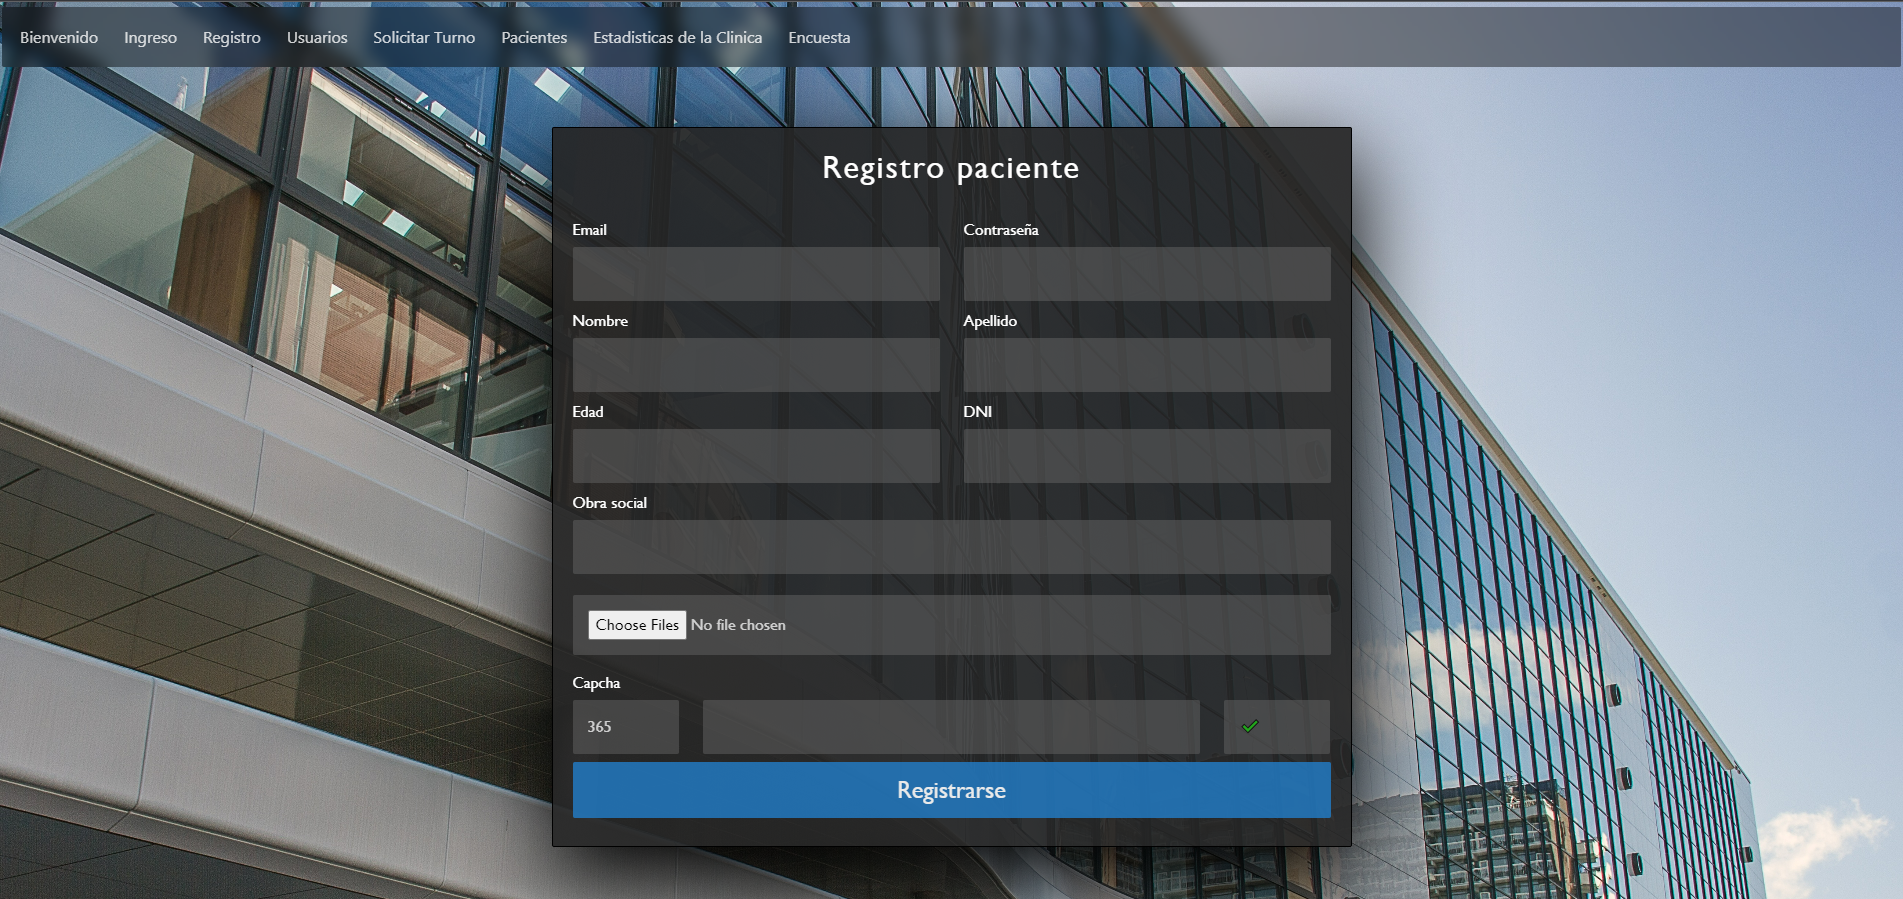 Bienvenido Ingreso Registro Usuarios Solicitar Turno Pacientes Estadisticas de la Clinica Encuesta
Registro paciente
Email Contraseña
Nombre Apellido
Edad DNI
Obra social
Choose Files No file chosen
Capcha
365
Registrarse